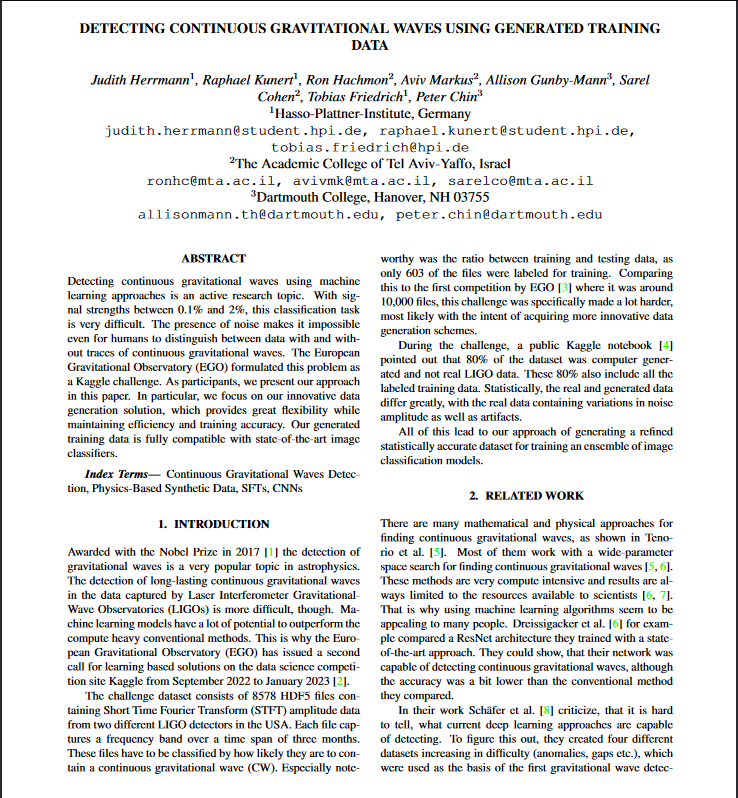 DETECTING CONTINUOUS GRAVITATIONAL WAVES USING GENERATED TRAINING
DATA
Judith Herrmann¹, Raphael Kunert¹, Ron Hachmon², Aviv Markus², Allison Gunby-Mann³, Sarel
Cohen², Tobias Friedrich¹, Peter Chin³
¹Hasso-Plattner-Institute, Germany
judith.herrmann@student.hpi.de, raphael.kunert@student.hpi.de,
tobias.friedrich@hpi.de
²The Academic College of Tel Aviv-Yaffo, Israel
ronhc@mta.ac.il, avivmk@mta.ac.il, sarelco@mta.ac.il
³Dartmouth College, Hanover, NH 03755
allisonmann.th@dartmouth.edu, peter.chin@dartmouth.edu
ABSTRACT
Detecting continuous gravitational waves using machine
learning approaches is an active research topic. With sig-
nal strengths between 0.1% and 2%, this classification task
is very difficult. The presence of noise makes it impossible
even for humans to distinguish between data with and with-
out traces of continuous gravitational waves. The European
Gravitational Observatory (EGO) formulated this problem as
a Kaggle challenge. As participants, we present our approach
in this paper. In particular, we focus on our innovative data
generation solution, which provides great flexibility while
maintaining efficiency and training accuracy. Our generated
training data is fully compatible with state-of-the-art image
classifiers.
Index Terms— Continuous Gravitational Waves Detec-
tion, Physics-Based Synthetic Data, SFTs, CNNs
1. INTRODUCTION
Awarded with the Nobel Prize in 2017 [1] the detection of
gravitational waves is a very popular topic in astrophysics.
The detection of long-lasting continuous gravitational waves
in the data captured by Laser Interferometer Gravitational-
Wave Observatories (LIGOs) is more difficult, though. Ma-
chine learning models have a lot of potential to outperform the
compute heavy conventional methods. This is why the Euro-
pean Gravitational Observatory (EGO) has issued a second
call for learning based solutions on the data science competi-
tion site Kaggle from September 2022 to January 2023 [2].
The challenge dataset consists of 8578 HDF5 files con-
taining Short Time Fourier Transform (STFT) amplitude data
from two different LIGO detectors in the USA. Each file cap-
tures a frequency band over a time span of three months.
These files have to be classified by how likely they are to con-
tain a continuous gravitational wave (CW). Especially note-
worthy was the ratio between training and testing data, as
only 603 of the files were labeled for training. Comparing
this to the first competition by EGO [3] where it was around
10,000 files, this challenge was specifically made a lot harder,
most likely with the intent of acquiring more innovative data
generation schemes.
During the challenge, a public Kaggle notebook [4]
pointed out that 80% of the dataset was computer gener-
ated and not real LIGO data. These 80% also include all the
labeled training data. Statistically, the real and generated data
differ greatly, with the real data containing variations in noise
amplitude as well as artifacts.
All of this lead to our approach of generating a refined
statistically accurate dataset for training an ensemble of image
classification models.
2. RELATED WORK
There are many mathematical and physical approaches for
finding continuous gravitational waves, as shown in Teno-
rio et al. [5]. Most of them work with a wide-parameter
space search for finding continuous gravitational waves [5, 6].
These methods are very compute intensive and results are al-
ways limited to the resources available to scientists [6, 7].
That is why using machine learning algorithms seem to be
appealing to many people. Dreissigacker et al. [6] for exam-
ple compared a ResNet architecture they trained with a state-
of-the-art approach. They could show, that their network was
capable of detecting continuous gravitational waves, although
the accuracy was a bit lower than the conventional method
they compared.
In their work Schäfer et al. [8] criticize, that it is hard
to tell, what current deep learning approaches are capable
of detecting. To figure this out, they created four different
datasets increasing in difficulty (anomalies, gaps etc.), which
were used as the basis of the first gravitational wave detec-